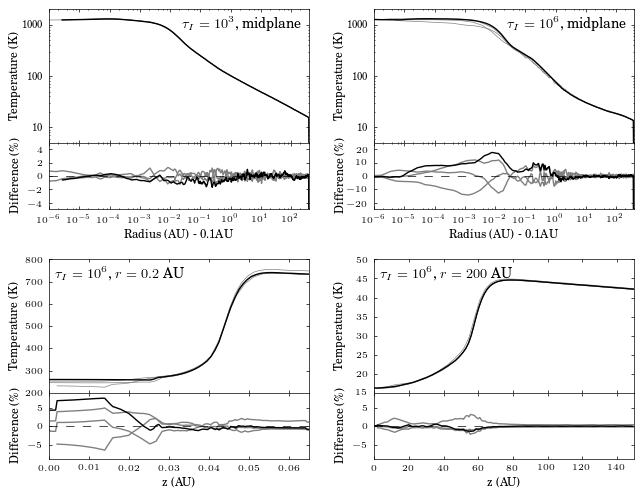 τ_I = 10^3, midplane
Temperature (K)
1000
100
10
Difference (%)
4
2
0
−2
−4
10^−6 10^−5 10^−4 10^−3 10^−2 10^−1 10^0 10^1 10^2
Radius (AU) - 0.1AU
τ_I = 10^6, midplane
Temperature (K)
1000
100
10
Difference (%)
20
10
0
−10
−20
10^−6 10^−5 10^−4 10^−3 10^−2 10^−1 10^0 10^1 10^2
Radius (AU) - 0.1AU
τ_I = 10^6, r = 0.2 AU
Temperature (K)
800
700
600
500
400
300
200
Difference (%)
5
0
−5
0.00 0.01 0.02 0.03 0.04 0.05 0.06
z (AU)
τ_I = 10^6, r = 200 AU
Temperature (K)
50
45
40
35
30
25
20
15
Difference (%)
5
0
−5
0 20 40 60 80 100 120 140
z (AU)